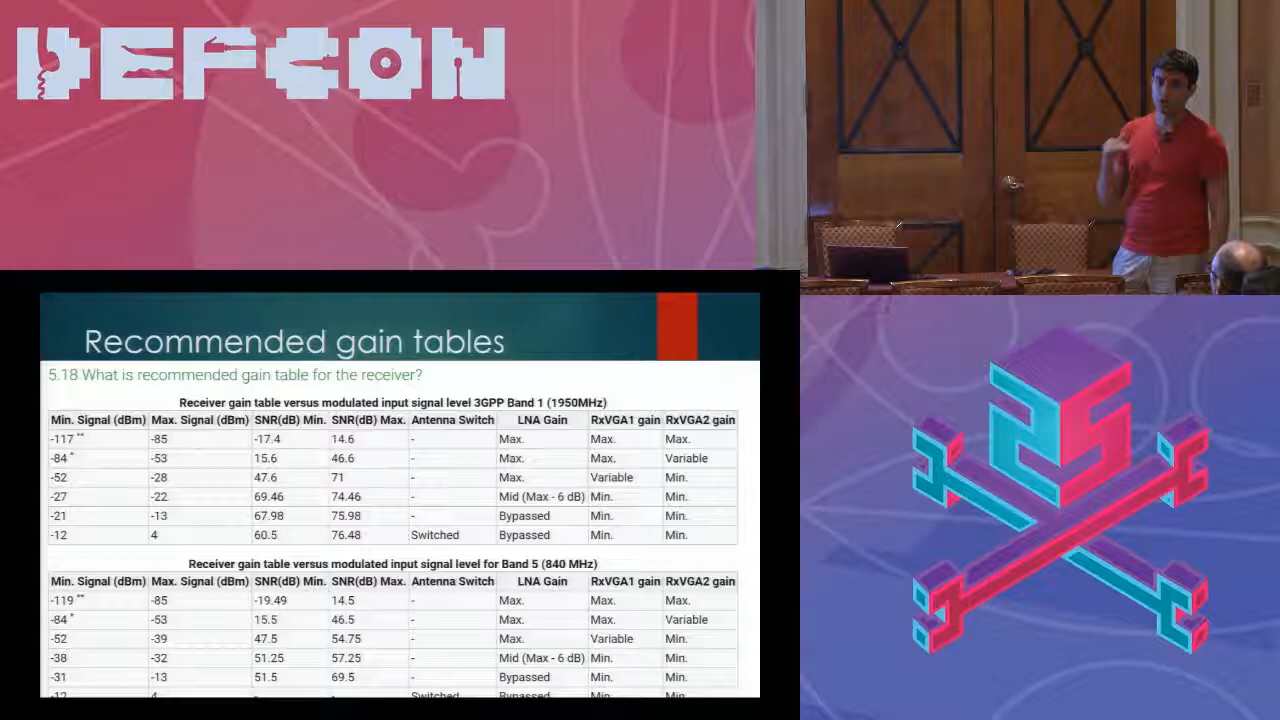 DEFCON
Recommended gain tables
5.18 What is recommended gain table for the receiver?
Receiver gain table versus modulated input signal level 3GPP Band 1 (1950MHz)
Min. Signal (dBm) Max. Signal (dBm) SNR(dB) Min. SNR(dB) Max. Antenna Switch LNA Gain RxVGA1 gain RxVGA2 gain
-117 ** -85 -17.4 14.6 - Max. Max. Max.
-84 * -53 15.6 46.6 - Max. Max. Variable
-52 -28 47.6 71 - Max. Variable Min.
-27 -22 69.46 74.46 - Mid (Max - 6 dB) Min. Min.
-21 -13 67.98 75.98 - Bypassed Min. Min.
-12 4 60.5 76.48 Switched Bypassed Min. Min.
Receiver gain table versus modulated input signal level for Band 5 (840 MHz)
Min. Signal (dBm) Max. Signal (dBm) SNR(dB) Min. SNR(dB) Max. Antenna Switch LNA Gain RxVGA1 gain RxVGA2 gain
-119 ** -85 -19.49 14.5 - Max. Max. Max.
-84 * -53 15.5 46.5 - Max. Max. Variable
-52 -39 47.5 54.75 - Max. Variable Min.
-38 -32 51.25 57.25 - Mid (Max - 6 dB) Min. Min.
-31 -13 51.5 69.5 - Bypassed Min. Min.
-12 4 - - Switched Bypassed Min. Min.
25